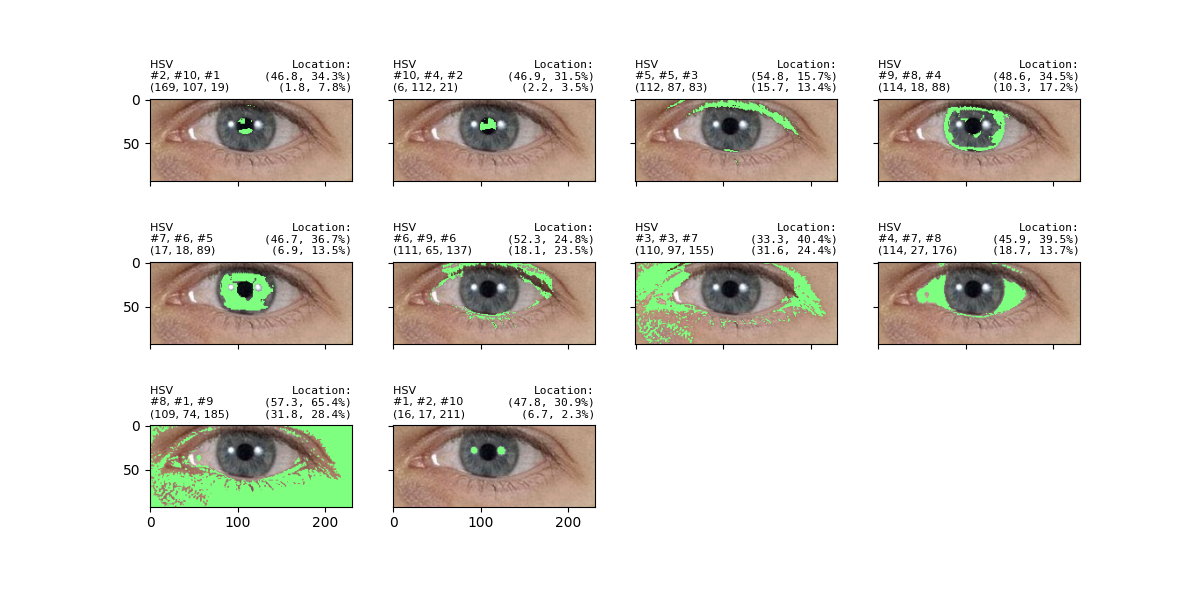 HSV Location:
#2, #10, #1 (46.8, 34.3%)
(169, 107, 19) (1.8, 7.8%)
HSV Location:
#10, #4, #2 (46.9, 31.5%)
(6, 112, 21) (2.2, 3.5%)
HSV Location:
#5, #5, #3 (54.8, 15.7%)
(112, 87, 83) (15.7, 13.4%)
HSV Location:
#9, #8, #4 (48.6, 34.5%)
(114, 18, 88) (10.3, 17.2%)
0
50
HSV Location:
#7, #6, #5 (46.7, 36.7%)
(17, 18, 89) (6.9, 13.5%)
HSV Location:
#6, #9, #6 (52.3, 24.8%)
(111, 65, 137) (18.1, 23.5%)
HSV Location:
#3, #3, #7 (33.3, 40.4%)
(110, 97, 155) (31.6, 24.4%)
HSV Location:
#4, #7, #8 (45.9, 39.5%)
(114, 27, 176) (18.7, 13.7%)
0
50
HSV Location:
#8, #1, #9 (57.3, 65.4%)
(109, 74, 185) (31.8, 28.4%)
HSV Location:
#1, #2, #10 (47.8, 30.9%)
(16, 17, 211) (6.7, 2.3%)
0
50
0 100 200
0 100 200